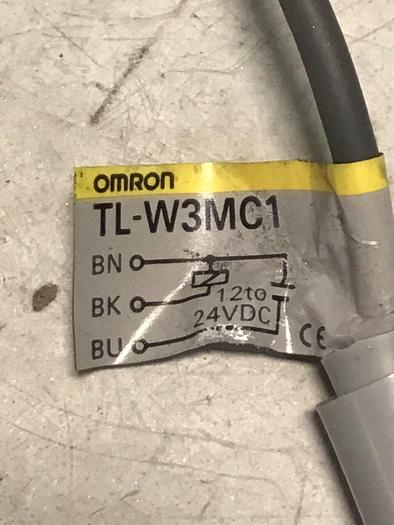 OMRON
TL-W3MC1
BN
BK
12to
24VDC
BU
CE